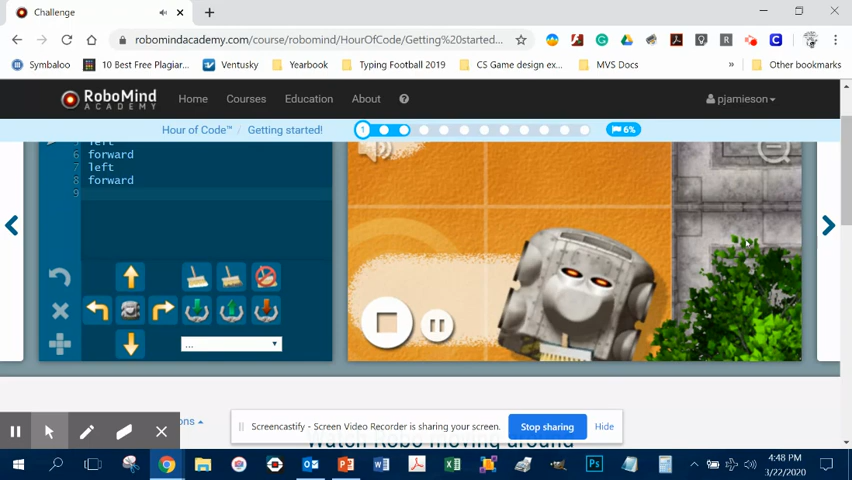 Challenge
robomindacademy.com/course/robomind/HourOfCode/Getting%20started...
Symbaloo 10 Best Free Plagiar... Ventusky Yearbook Typing Football 2019 CS Game design ex... MVS Docs » Other bookmarks
RoboMind ACADEMY Home Courses Education About ? pjamieson
Hour of Code™ / Getting started! 1 6%
5 left
6 forward
7 left
8 forward
9
...
Screencastify - Screen Video Recorder is sharing your screen. Stop sharing Hide
Watch Robo moving around
4:48 PM
3/22/2020